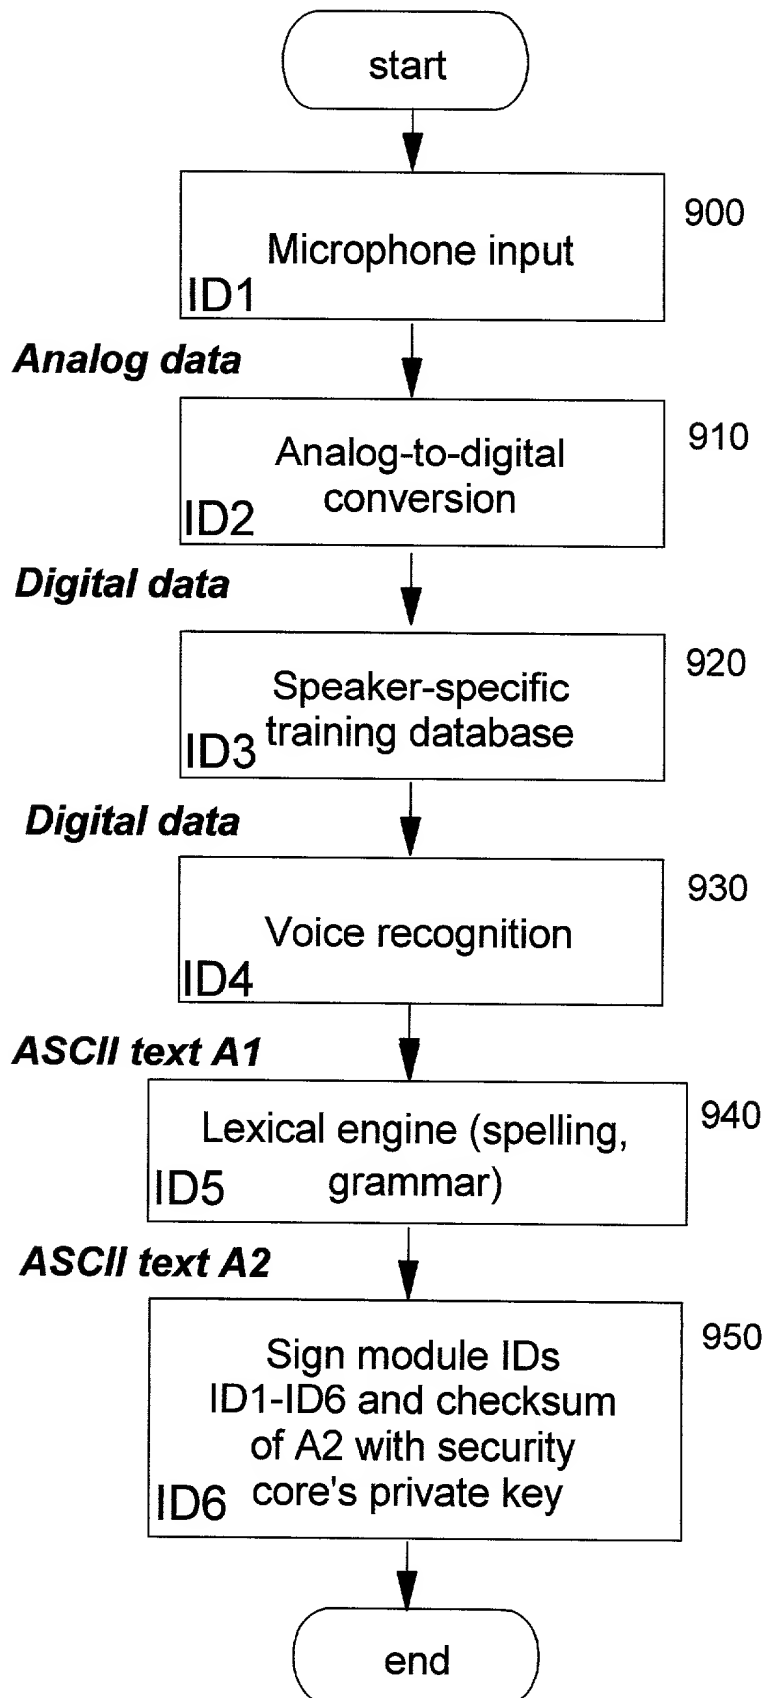 start
900
Microphone input
ID1
Analog data
910
Analog-to-digital
conversion
ID2
Digital data
920
Speaker-specific
training database
ID3
Digital data
930
Voice recognition
ID4
ASCII text A1
940
Lexical engine (spelling,
grammar)
ID5
ASCII text A2
950
Sign module IDs
ID1-ID6 and checksum
of A2 with security
core's private key
ID6
end